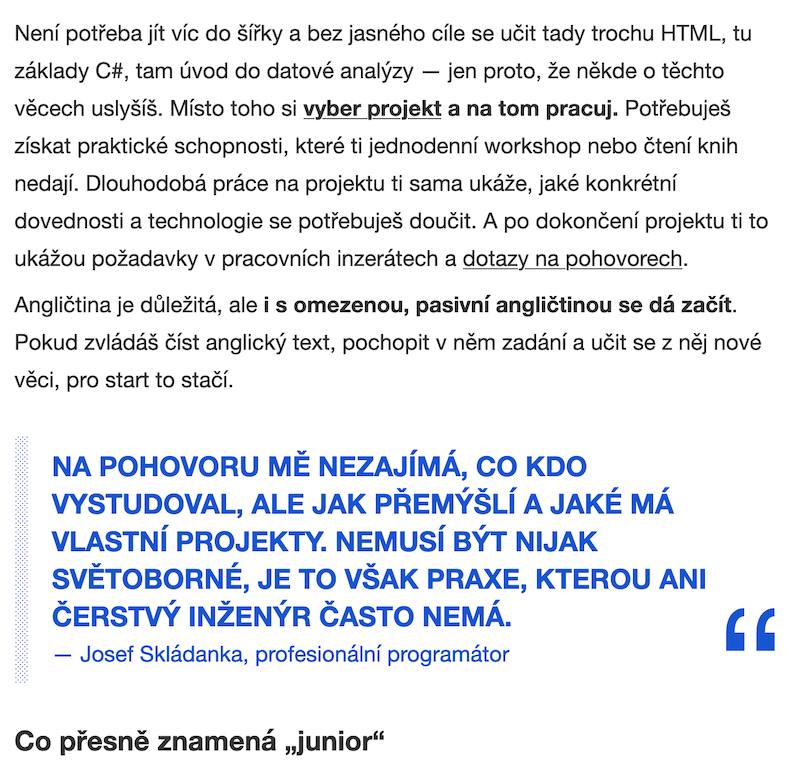 Není potřeba jít víc do šířky a bez jasného cíle se učit tady trochu HTML, tu
základy C#, tam úvod do datové analýzy — jen proto, že někde o těchto
věcech uslyšíš. Místo toho si vyber projekt a na tom pracuj. Potřebuješ
získat praktické schopnosti, které ti jednodenní workshop nebo čtení knih
nedají. Dlouhodobá práce na projektu ti sama ukáže, jaké konkrétní
dovednosti a technologie se potřebuješ doučit. A po dokončení projektu ti to
ukážou požadavky v pracovních inzerátech a dotazy na pohovorech.
Angličtina je důležitá, ale i s omezenou, pasivní angličtinou se dá začít.
Pokud zvládáš číst anglický text, pochopit v něm zadání a učit se z něj nové
věci, pro start to stačí.
NA POHOVORU MĚ NEZAJÍMÁ, CO KDO
VYSTUDOVAL, ALE JAK PŘEMÝŠLÍ A JAKÉ MÁ
VLASTNÍ PROJEKTY. NEMUSÍ BÝT NIJAK
SVĚTOBORNÉ, JE TO VŠAK PRAXE, KTEROU ANI
ČERSTVÝ INŽENÝR ČASTO NEMÁ.
— Josef Skládanka, profesionální programátor
“
Co přesně znamená „junior“